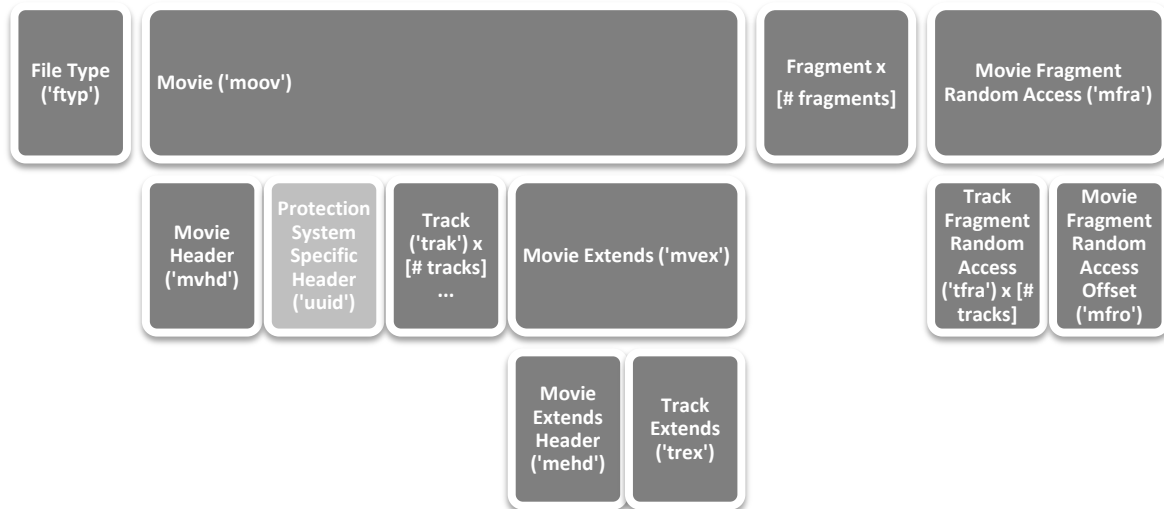 File Type
('ftyp')
Movie ('moov')
Fragment x
[# fragments]
Movie Fragment
Random Access ('mfra')
Movie
Header
('mvhd')
Protection
System
Specific
Header
('uuid')
Track
('trak') x
[# tracks]
...
Movie Extends ('mvex')
Track
Fragment
Random
Access
('tfra') x [#
tracks]
Movie
Fragment
Random
Access
Offset
('mfro')
Movie
Extends
Header
('mehd')
Track
Extends
('trex')